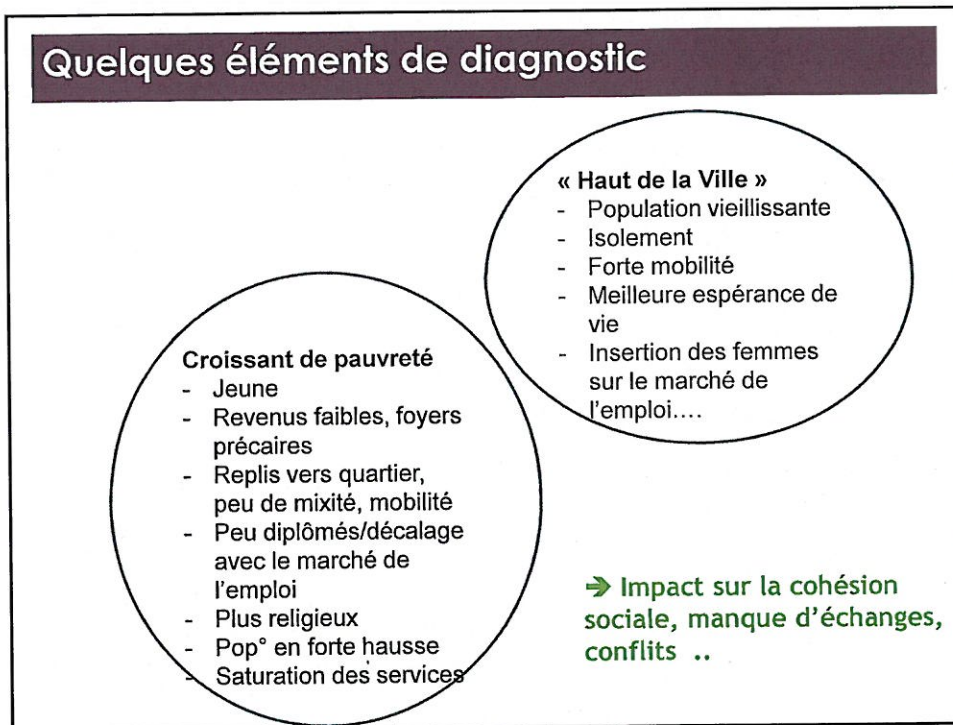 Quelques éléments de diagnostic
« Haut de la Ville »
- Population vieillissante
- Isolement
- Forte mobilité
- Meilleure espérance de
vie
- Insertion des femmes
sur le marché de
l'emploi....
Croissant de pauvreté
- Jeune
- Revenus faibles, foyers
précaires
- Replis vers quartier,
peu de mixité, mobilité
- Peu diplômés/décalage
avec le marché de
l'emploi
- Plus religieux
- Pop° en forte hausse
- Saturation des services
➔ Impact sur la cohésion
sociale, manque d'échanges,
conflits ..